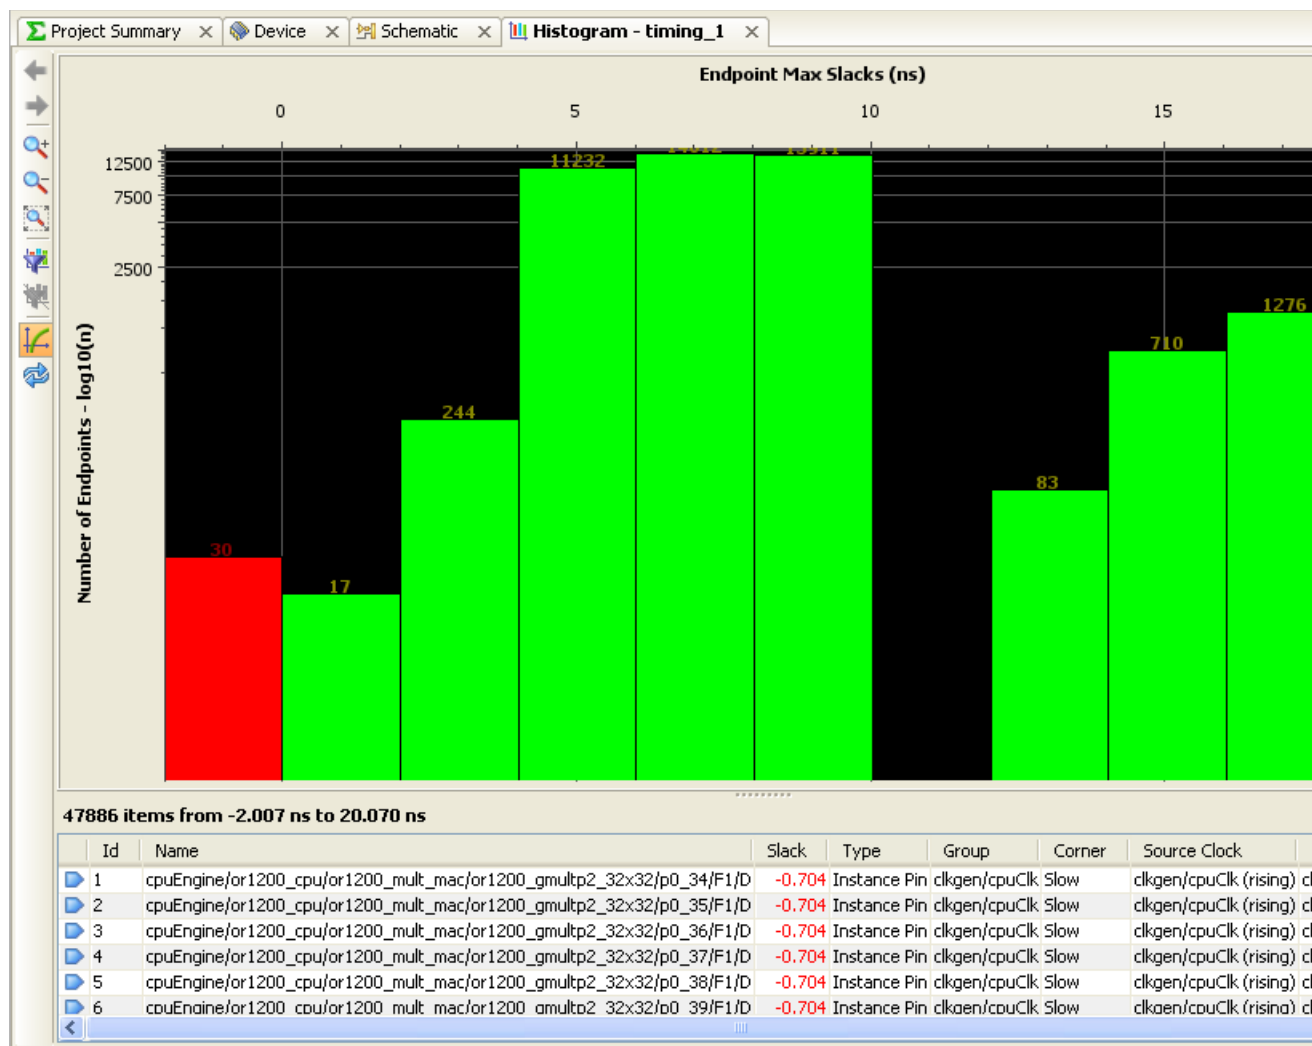 Project Summary Device Schematic Histogram - timing_1
Endpoint Max Slacks (ns)
0 5 10 15
12500
7500
2500
Number of Endpoints - log10(n)
30
17
244
11232
83
710
1276
47886 items from -2.007 ns to 20.070 ns
Id Name Slack Type Group Corner Source Clock
1 cpuEngine/or1200_cpu/or1200_mult_mac/or1200_gmultp2_32x32/p0_34/F1/D -0.704 Instance Pin clkgen/cpuClk Slow clkgen/cpuClk (rising)
2 cpuEngine/or1200_cpu/or1200_mult_mac/or1200_gmultp2_32x32/p0_35/F1/D -0.704 Instance Pin clkgen/cpuClk Slow clkgen/cpuClk (rising)
3 cpuEngine/or1200_cpu/or1200_mult_mac/or1200_gmultp2_32x32/p0_36/F1/D -0.704 Instance Pin clkgen/cpuClk Slow clkgen/cpuClk (rising)
4 cpuEngine/or1200_cpu/or1200_mult_mac/or1200_gmultp2_32x32/p0_37/F1/D -0.704 Instance Pin clkgen/cpuClk Slow clkgen/cpuClk (rising)
5 cpuEngine/or1200_cpu/or1200_mult_mac/or1200_gmultp2_32x32/p0_38/F1/D -0.704 Instance Pin clkgen/cpuClk Slow clkgen/cpuClk (rising)
6 cpuEngine/or1200_cpu/or1200_mult_mac/or1200_gmultp2_32x32/p0_39/F1/D -0.704 Instance Pin clkgen/cpuClk Slow clkgen/cpuClk (rising)